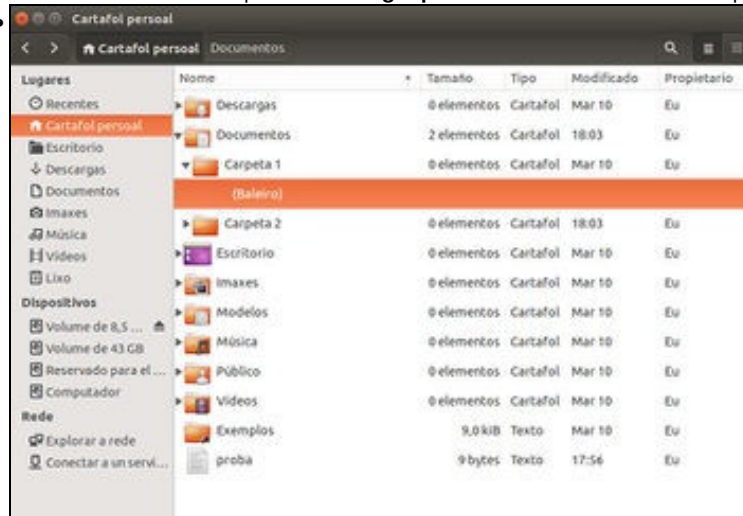 Cartafol persoal
Cartafol persoal Documentos
Lugares
Recentes
Cartafol persoal
Escritorio
Descargas
Documentos
Imaxes
Música
Vídeos
Lixo
Dispositivos
Volume de 8,5 ...
Volume de 43 GB
Reservado para el ...
Computador
Rede
Explorar a rede
Conectar a un servi...
Nome Tamaño Tipo Modificado Propietario
Descargas 0 elementos Cartafol Mar 10 Eu
Documentos 2 elementos Cartafol 18:03 Eu
Carpeta 1 0 elementos Cartafol Mar 10 Eu
(Baleiro)
Carpeta 2 0 elementos Cartafol 18:03 Eu
Escritorio 0 elementos Cartafol Mar 10 Eu
Imaxes 0 elementos Cartafol Mar 10 Eu
Modelos 0 elementos Cartafol Mar 10 Eu
Música 0 elementos Cartafol Mar 10 Eu
Público 0 elementos Cartafol Mar 10 Eu
Vídeos 0 elementos Cartafol Mar 10 Eu
Exemplos 9,0 kiB Texto Mar 10 Eu
proba 9 bytes Texto 17:56 Eu